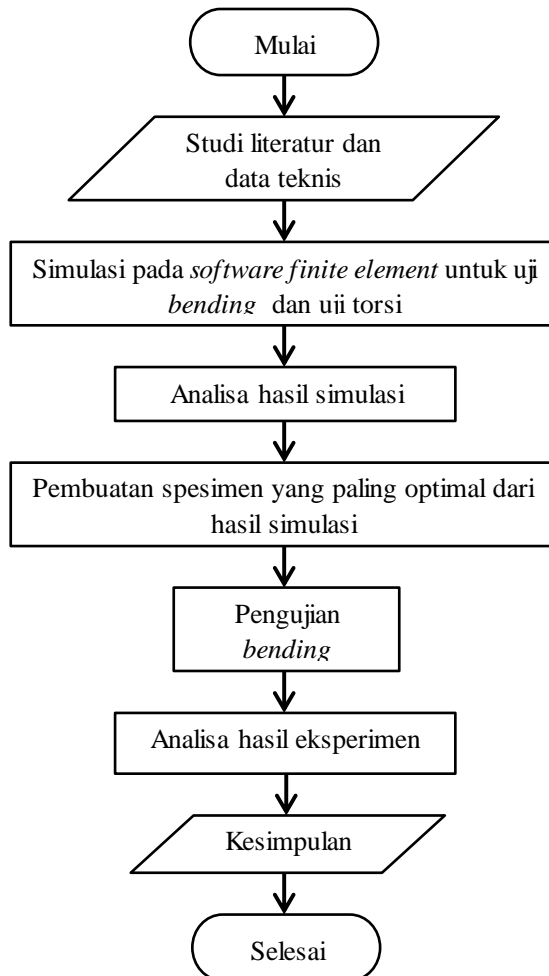 Mulai
Studi literatur dan
data teknis
Simulasi pada software finite element untuk uji
bending dan uji torsi
Analisa hasil simulasi
Pembuatan spesimen yang paling optimal dari
hasil simulasi
Pengujian
bending
Analisa hasil eksperimen
Kesimpulan
Selesai